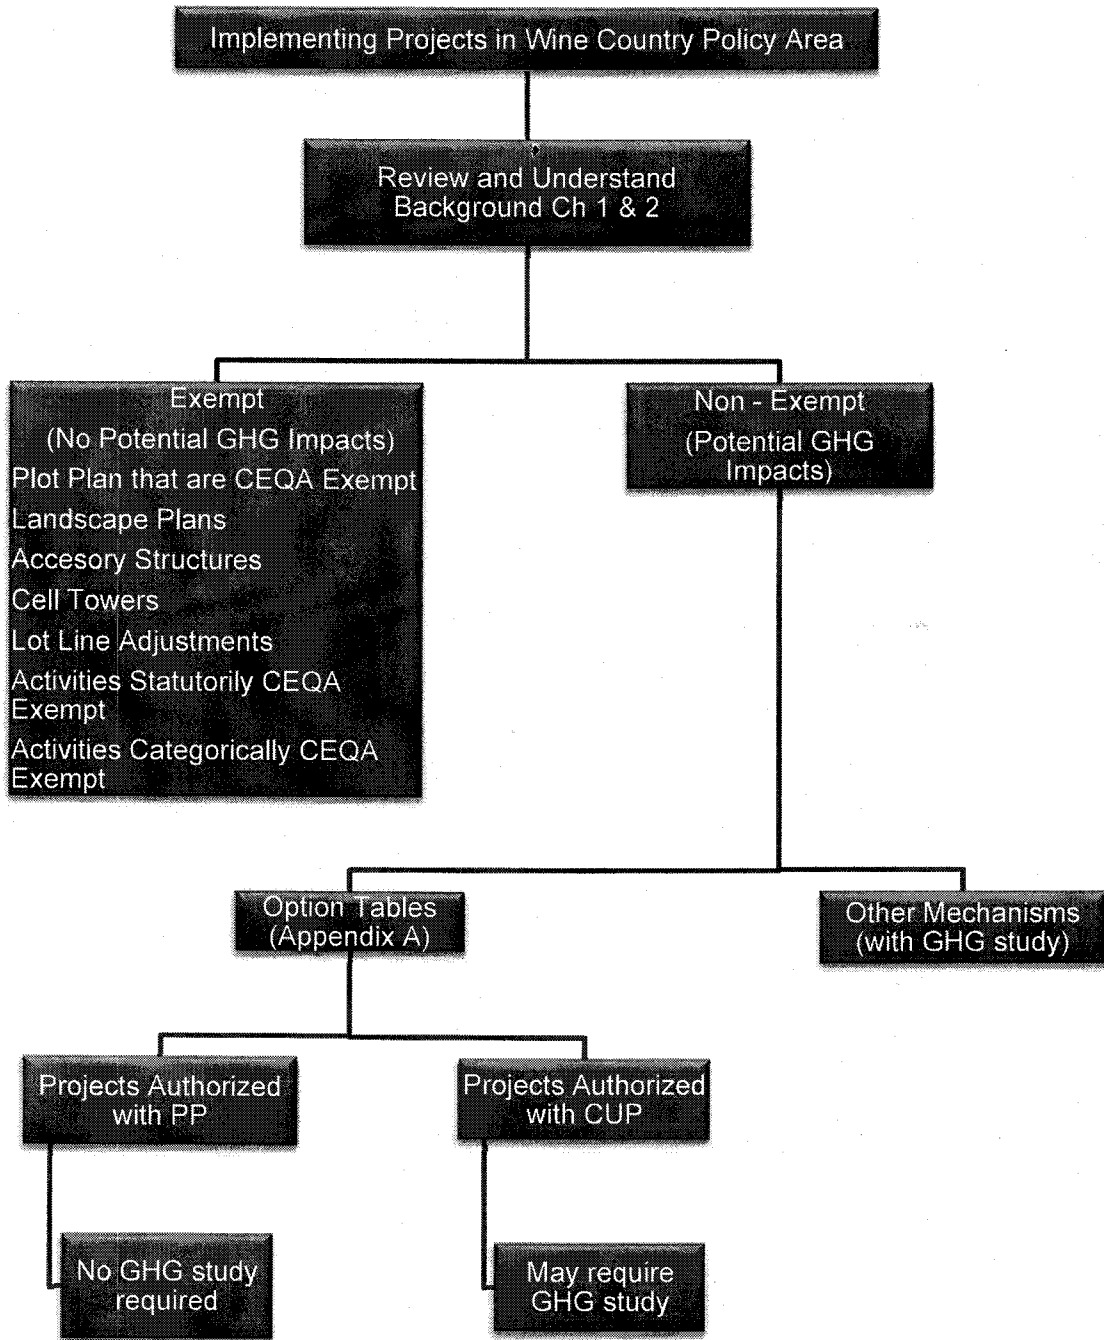 Implementing Projects in Wine Country Policy Area
Review and Understand
Background Ch 1 & 2
Exempt
(No Potential GHG Impacts)
Plot Plan that are CEQA Exempt
Landscape Plans
Accesory Structures
Cell Towers
Lot Line Adjustments
Activities Statutorily CEQA
Exempt
Activities Categorically CEQA
Exempt
Non - Exempt
(Potential GHG
Impacts)
Option Tables
(Appendix A)
Other Mechanisms
(with GHG study)
Projects Authorized
with PP
Projects Authorized
with CUP
No GHG study
required
May require
GHG study